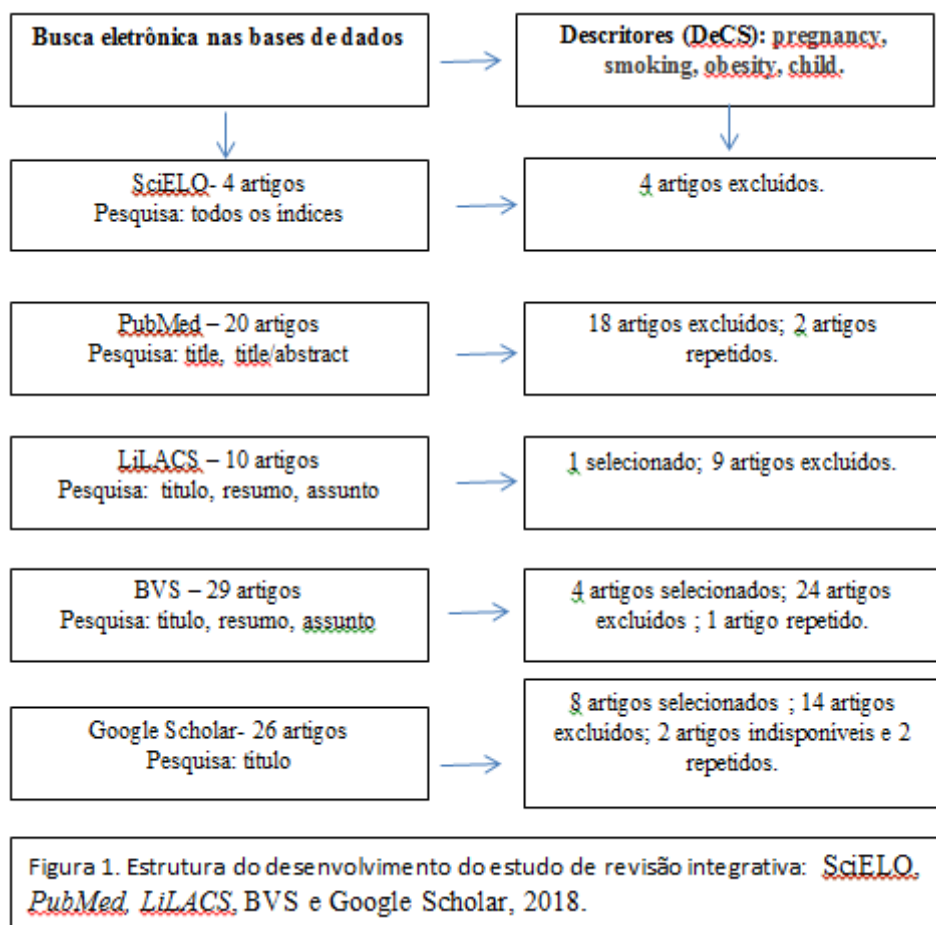 Busca eletrônica nas bases de dados
Descritores (DeCS): pregnancy,
smoking, obesity, child.
SciELO- 4 artigos
Pesquisa: todos os índices
4 artigos excluídos.
PubMed – 20 artigos
Pesquisa: title, title/abstract
18 artigos excluídos; 2 artigos
repetidos.
LiLACS – 10 artigos
Pesquisa: titulo, resumo, assunto
1 selecionado; 9 artigos excluídos.
BVS – 29 artigos
Pesquisa: titulo, resumo, assunto
4 artigos selecionados; 24 artigos
excluídos ; 1 artigo repetido.
Google Scholar- 26 artigos
Pesquisa: titulo
8 artigos selecionados ; 14 artigos
excluídos; 2 artigos indisponíveis e 2
repetidos.
Figura 1. Estrutura do desenvolvimento do estudo de revisão integrativa: SciELO,
PubMed, LiLACS, BVS e Google Scholar, 2018.